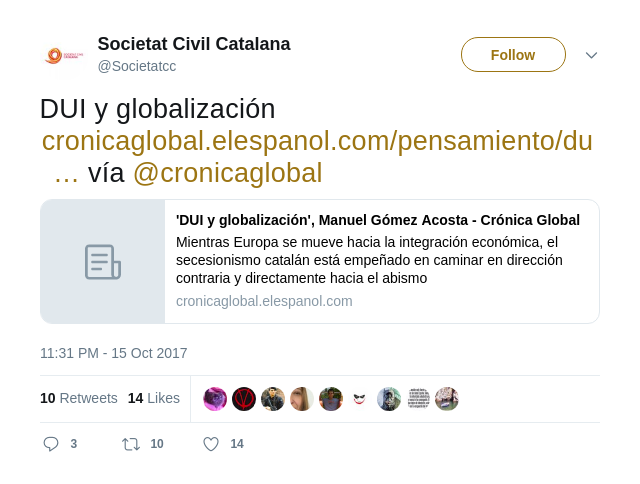 Societat Civil Catalana
@Societatcc
Follow
DUI y globalización
cronicaglobal.elespanol.com/pensamiento/du
… vía @cronicaglobal
'DUI y globalización', Manuel Gómez Acosta - Crónica Global
Mientras Europa se mueve hacia la integración económica, el
secesionismo catalán está empeñado en caminar en dirección
contraria y directamente hacia el abismo
cronicaglobal.elespanol.com
11:31 PM - 15 Oct 2017
10 Retweets 14 Likes
3 10 14